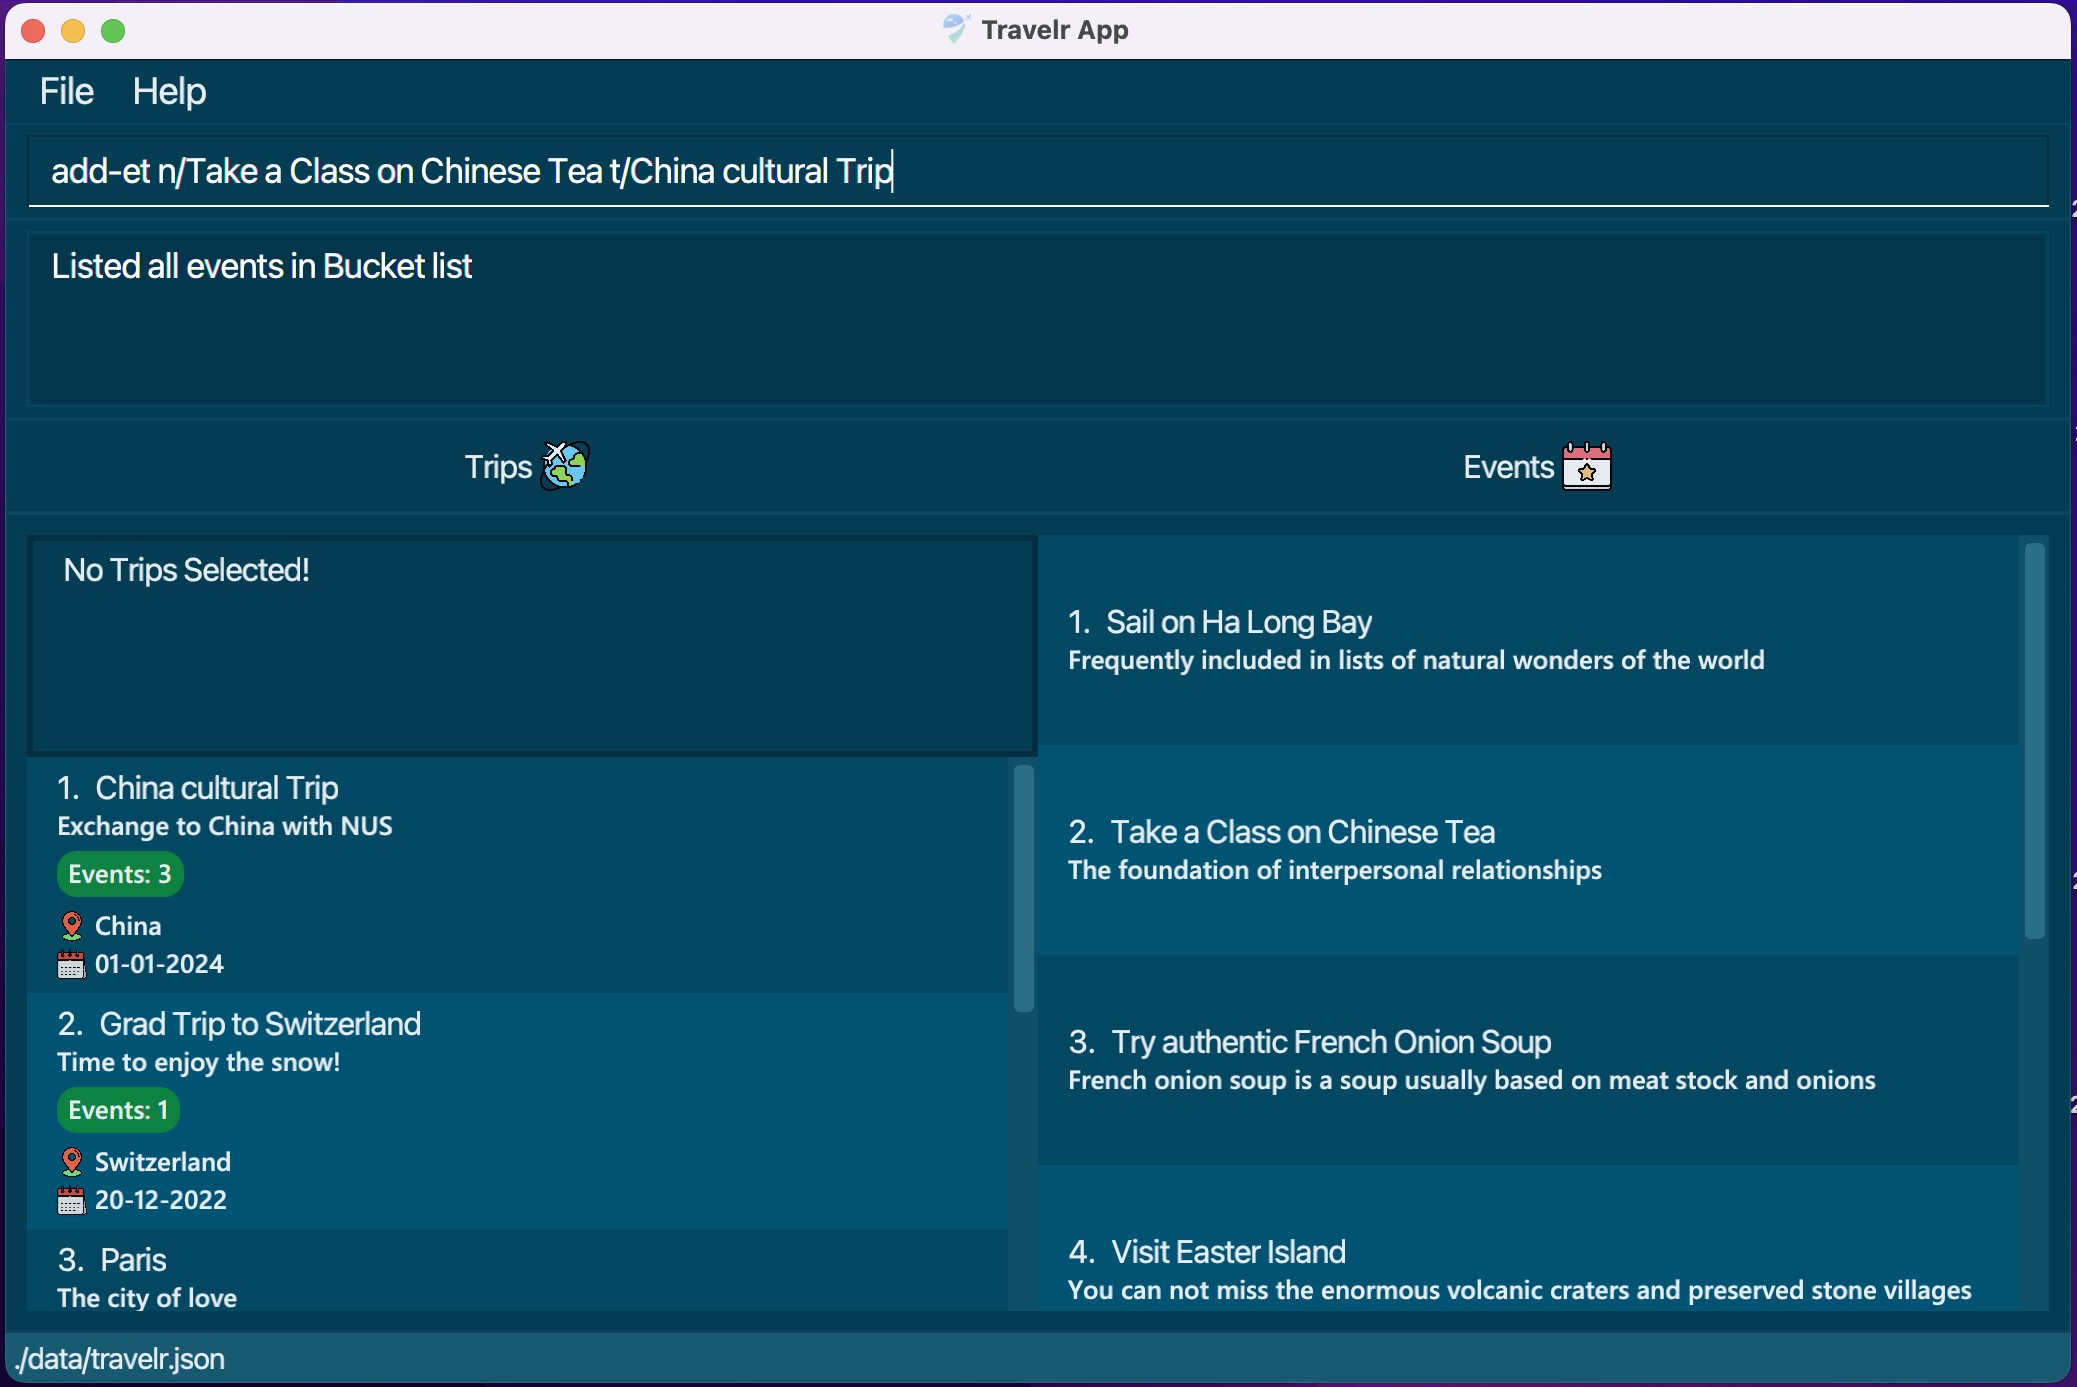 Travelr App
File Help
add-et n/Take a Class on Chinese Tea t/China cultural Trip
Listed all events in Bucket list
Trips
Events
No Trips Selected!
1. China cultural Trip
Exchange to China with NUS
Events: 3
China
01-01-2024
2. Grad Trip to Switzerland
Time to enjoy the snow!
Events: 1
Switzerland
20-12-2022
3. Paris
The city of love
1. Sail on Ha Long Bay
Frequently included in lists of natural wonders of the world
2. Take a Class on Chinese Tea
The foundation of interpersonal relationships
3. Try authentic French Onion Soup
French onion soup is a soup usually based on meat stock and onions
4. Visit Easter Island
You can not miss the enormous volcanic craters and preserved stone villages
./data/travelr.json